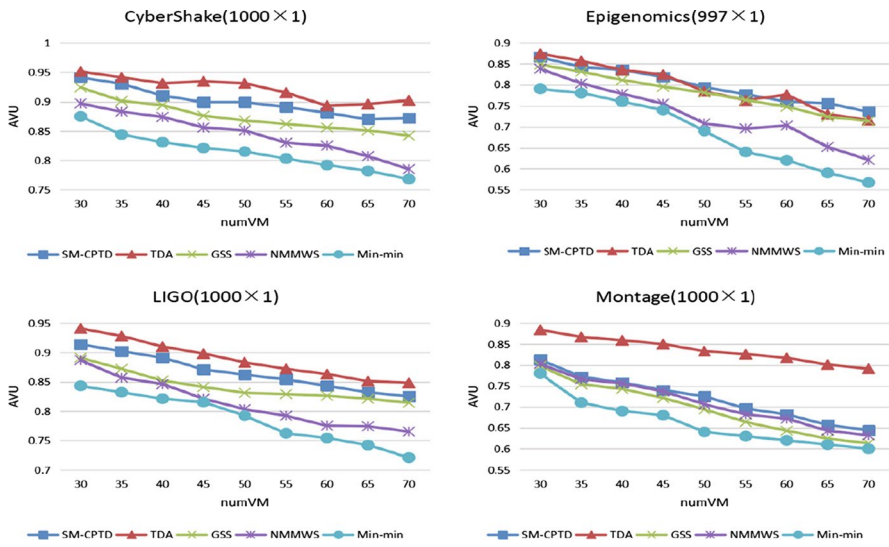 CyberShake(1000×1)
1
0.95
0.9
0.85
0.8
0.75
AVU
30 35 40 45 50 55 60 65 70
numVM
SM-CPTD TDA GSS NMMWS Min-min
Epigenomics(997×1)
0.9
0.85
0.8
0.75
0.7
0.65
0.6
0.55
AVU
30 35 40 45 50 55 60 65 70
numVM
SM-CPTD TDA GSS NMMWS Min-min
LIGO(1000×1)
0.95
0.9
0.85
0.8
0.75
0.7
AVU
30 35 40 45 50 55 60 65 70
numVM
SM-CPTD TDA GSS NMMWS Min-min
Montage(1000×1)
0.9
0.85
0.8
0.75
0.7
0.65
0.6
0.55
AVU
30 35 40 45 50 55 60 65 70
numVM
SM-CPTD TDA GSS NMMWS Min-min